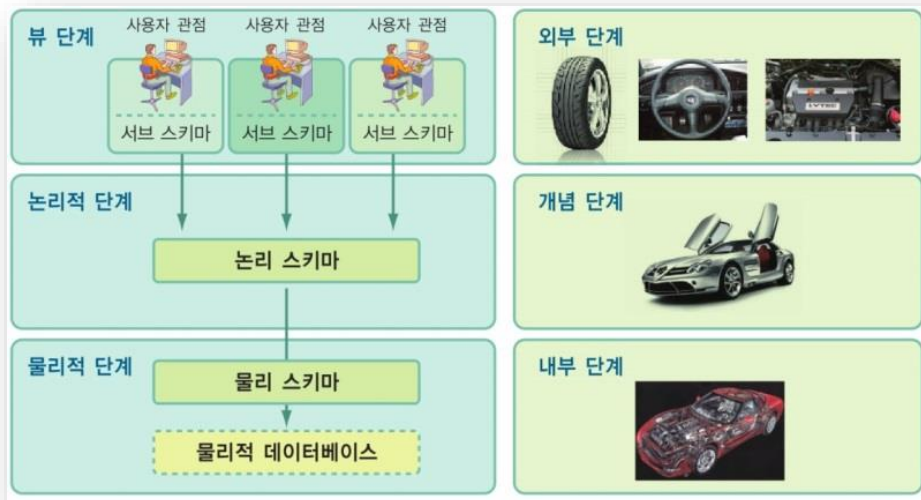 뷰 단계
사용자 관점
사용자 관점
사용자 관점
서브 스키마
서브 스키마
서브 스키마
논리적 단계
논리 스키마
물리적 단계
물리 스키마
물리적 데이터베이스
외부 단계
개념 단계
내부 단계